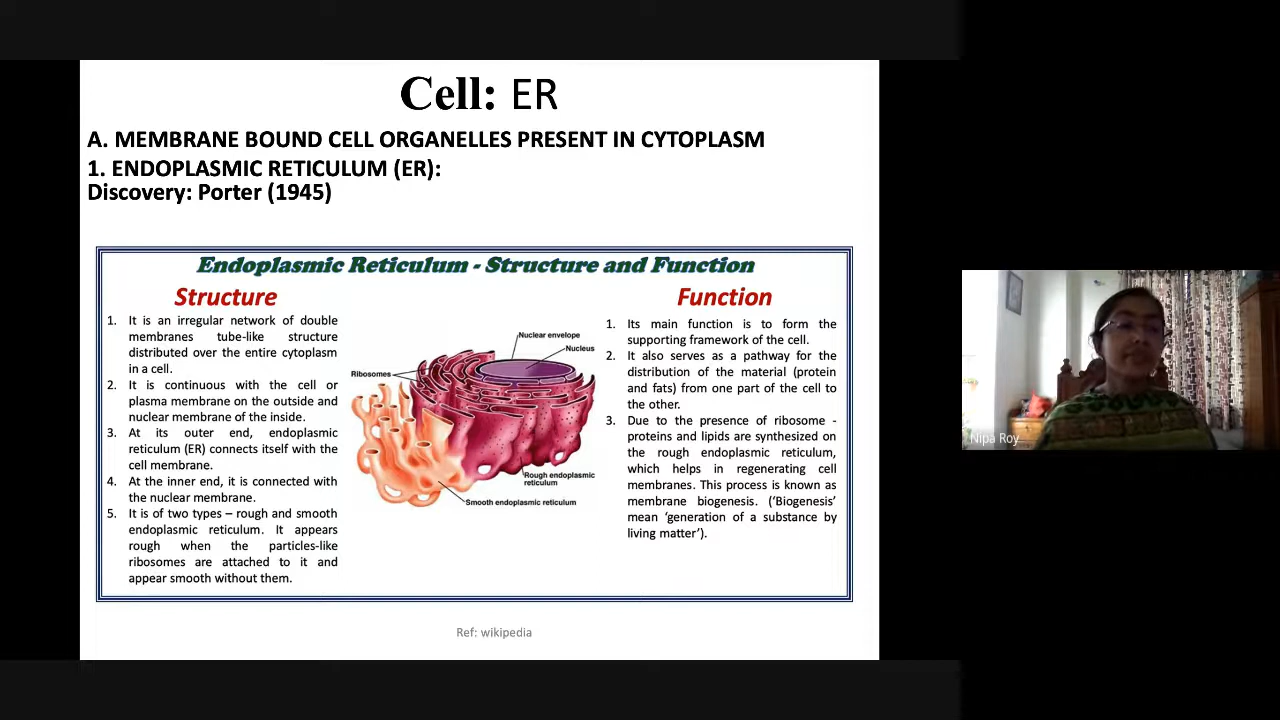 Cell: ER
A. MEMBRANE BOUND CELL ORGANELLES PRESENT IN CYTOPLASM
1. ENDOPLASMIC RETICULUM (ER):
Discovery: Porter (1945)
Endoplasmic Reticulum - Structure and Function
Structure
1. It is an irregular network of double
membranes tube-like structure
distributed over the entire cytoplasm
in a cell.
2. It is continuous with the cell or
plasma membrane on the outside and
nuclear membrane of the inside.
3. At its outer end, endoplasmic
reticulum (ER) connects itself with the
cell membrane.
4. At the inner end, it is connected with
the nuclear membrane.
5. It is of two types – rough and smooth
endoplasmic reticulum. It appears
rough when the particles-like
ribosomes are attached to it and
appear smooth without them.
Nuclear envelope
Nucleus
Ribosomes
Rough endoplasmic
reticulum
Smooth endoplasmic reticulum
Function
1. Its main function is to form the
supporting framework of the cell.
2. It also serves as a pathway for the
distribution of the material (protein
and fats) from one part of the cell to
the other.
3. Due to the presence of ribosome -
proteins and lipids are synthesized on
the rough endoplasmic reticulum,
which helps in regenerating cell
membranes. This process is known as
membrane biogenesis. (‘Biogenesis’
mean ‘generation of a substance by
living matter’).
Ref: wikipedia
Nipa Roy